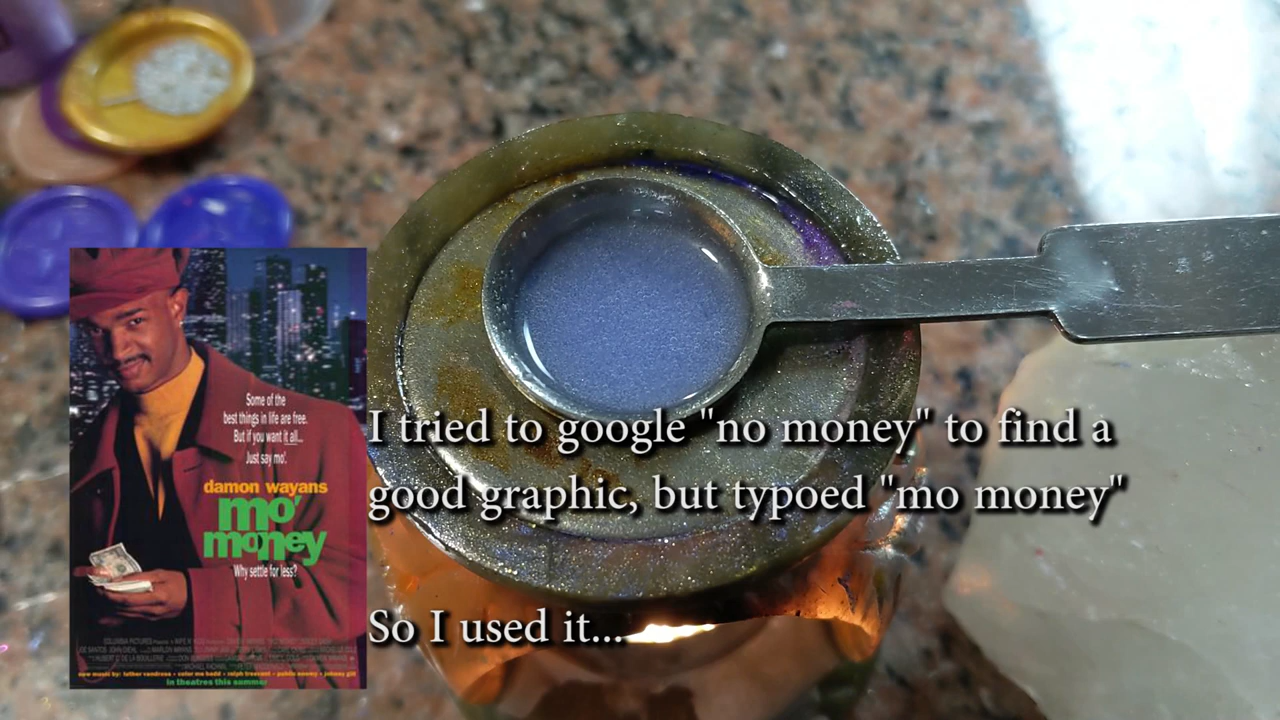 Some of the
best things in life are free.
But if you want it all...
Just say mo'.
damon wayans
mo'
money
Why settle for less?
in theatres this summer
I tried to google "no money" to find a
good graphic, but typoed "mo money"
So I used it...